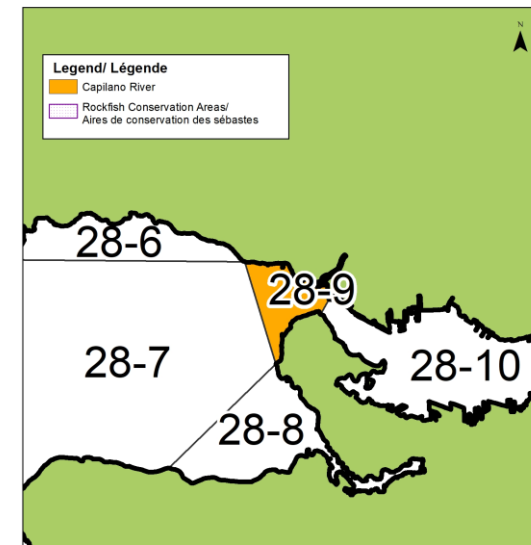 N
Legend/ Légende
Capilano River
Rockfish Conservation Areas/
Aires de conservation des sébastes
28-6
28-9
28-7
28-10
28-8